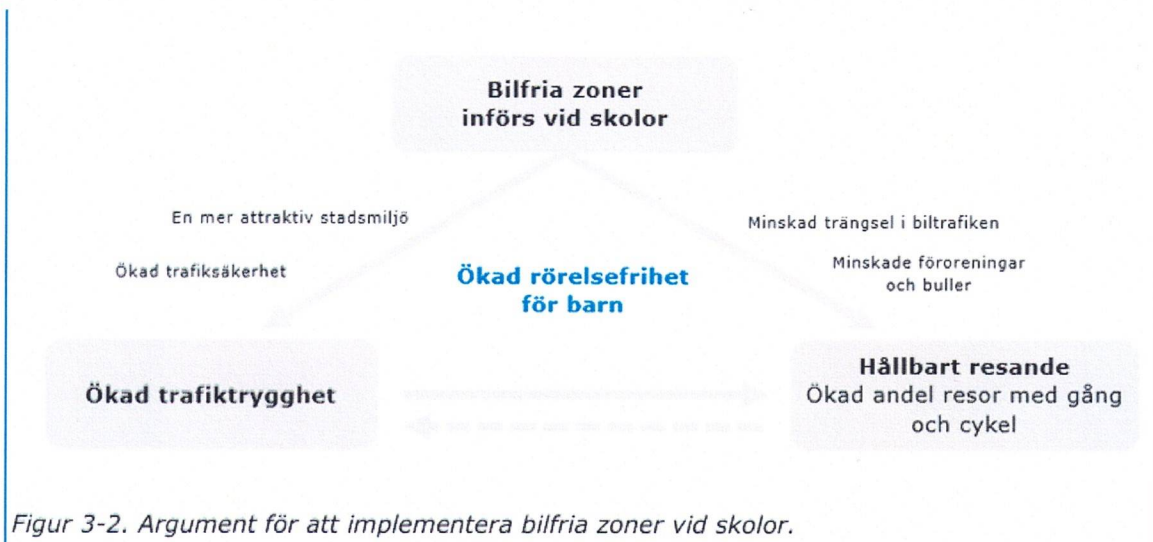 Bilfria zoner
införs vid skolor
En mer attraktiv stadsmiljö
Minskad trängsel i biltrafiken
Ökad trafiksäkerhet
Ökad rörelsefrihet
för barn
Minskade föroreningar
och buller
Ökad trafiktrygghet
Hållbart resande
Ökad andel resor med gång
och cykel
Figur 3-2. Argument för att implementera bilfria zoner vid skolor.